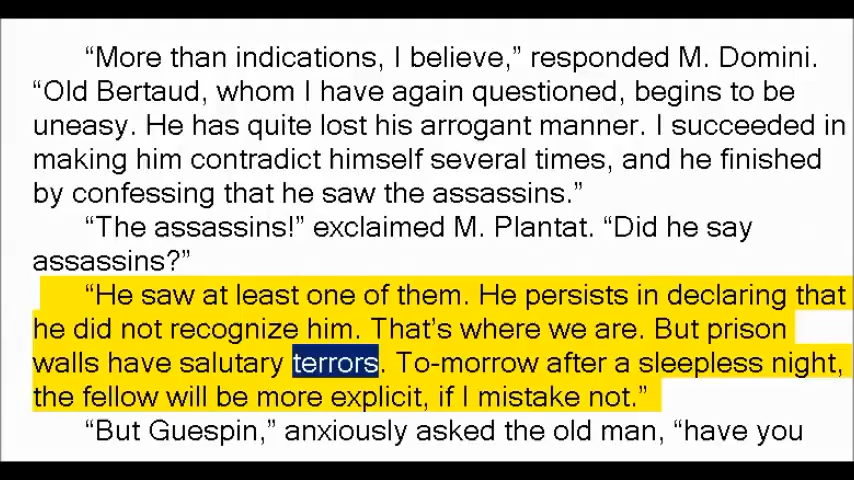 “More than indications, I believe,” responded M. Domini.
“Old Bertaud, whom I have again questioned, begins to be
uneasy. He has quite lost his arrogant manner. I succeeded in
making him contradict himself several times, and he finished
by confessing that he saw the assassins.”
“The assassins!” exclaimed M. Plantat. “Did he say
assassins?”
“He saw at least one of them. He persists in declaring that
he did not recognize him. That’s where we are. But prison
walls have salutary terrors. To-morrow after a sleepless night,
the fellow will be more explicit, if I mistake not.”
“But Guespin,” anxiously asked the old man, “have you